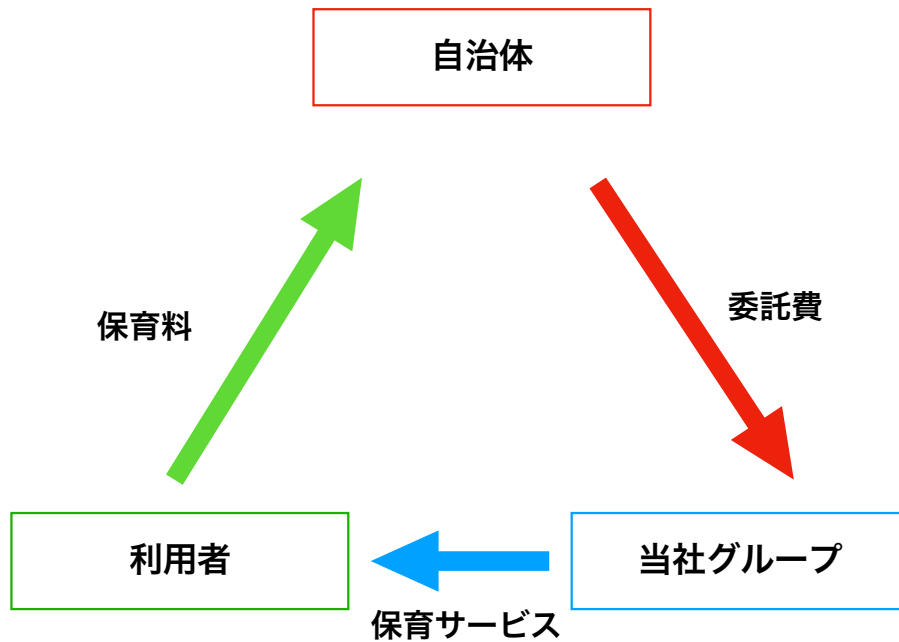 自治体
委託費
保育料
利用者
当社グループ
保育サービス